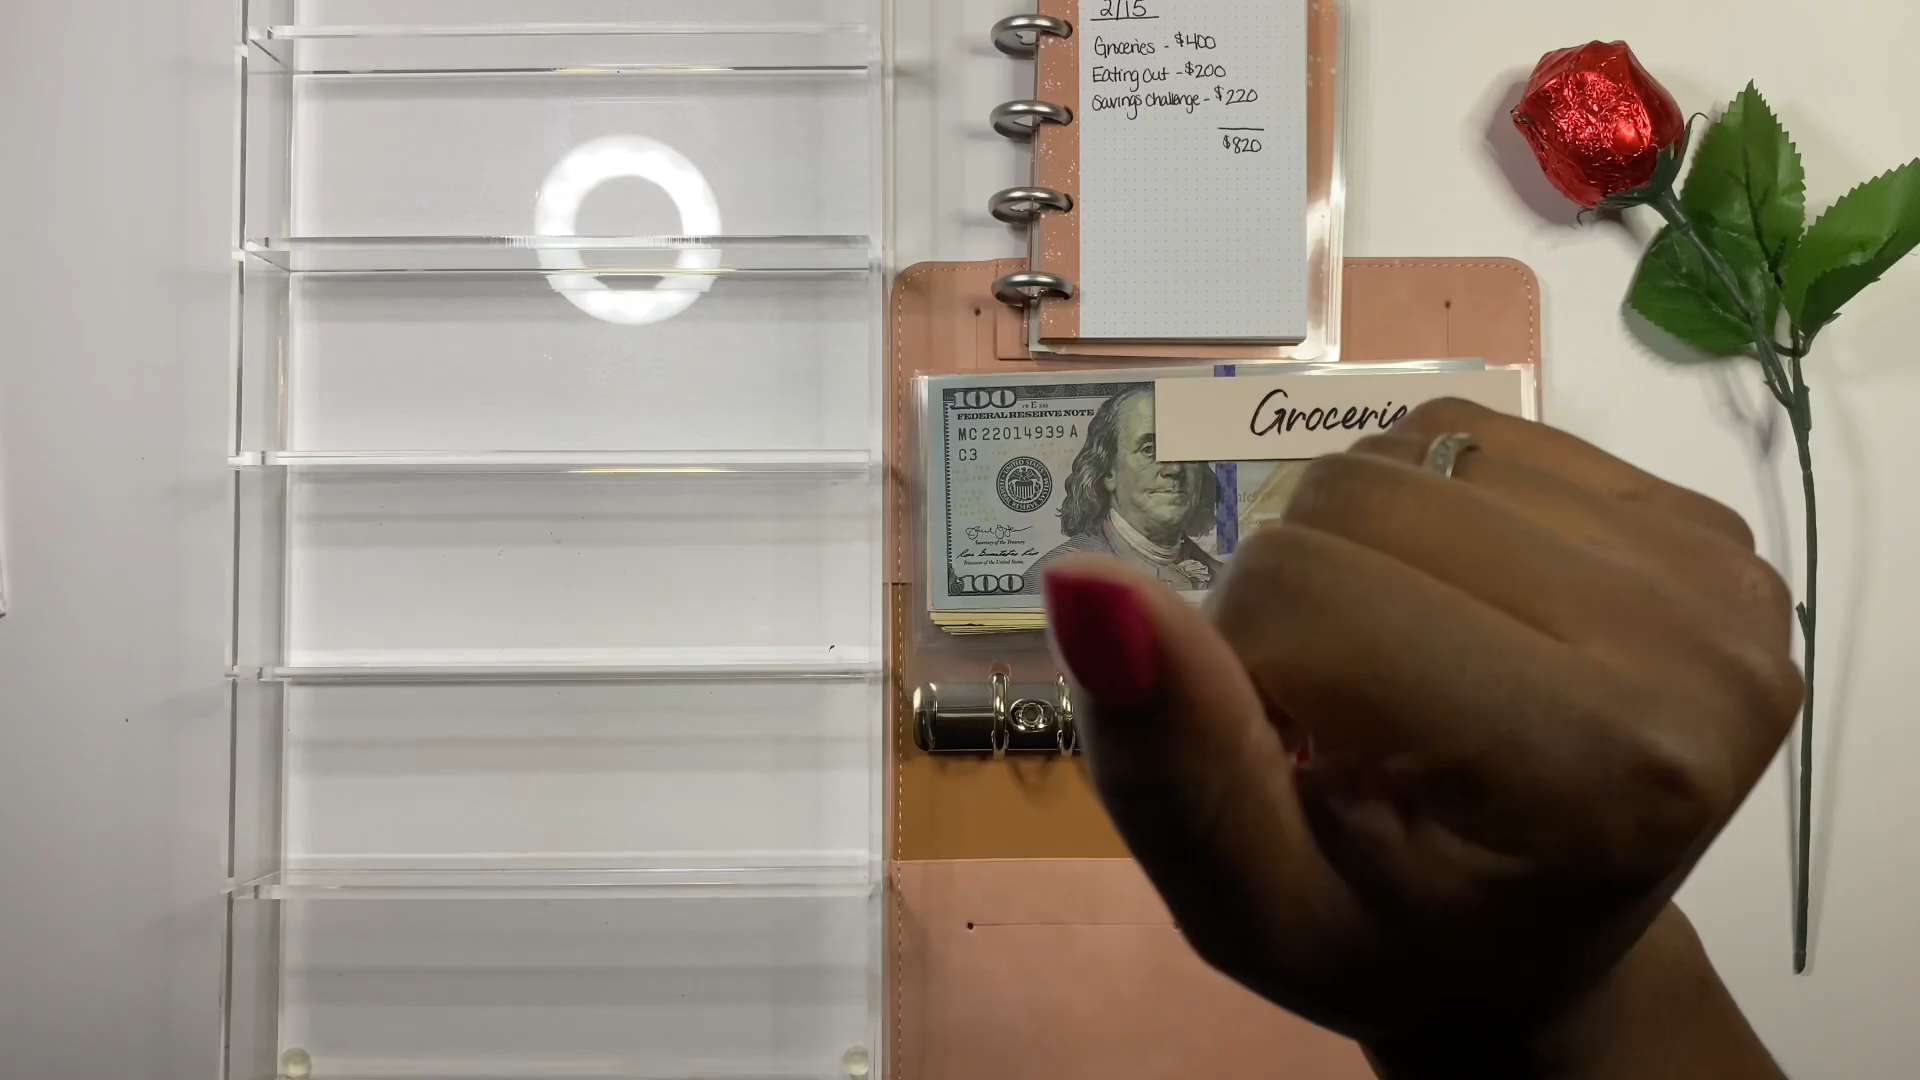 2/15
Groceries - $400
Eating Out - $200
Savings Challenge - $220
$820
Groceries
100
FEDERAL RESERVE NOTE
MC 22014939 A
C3
100